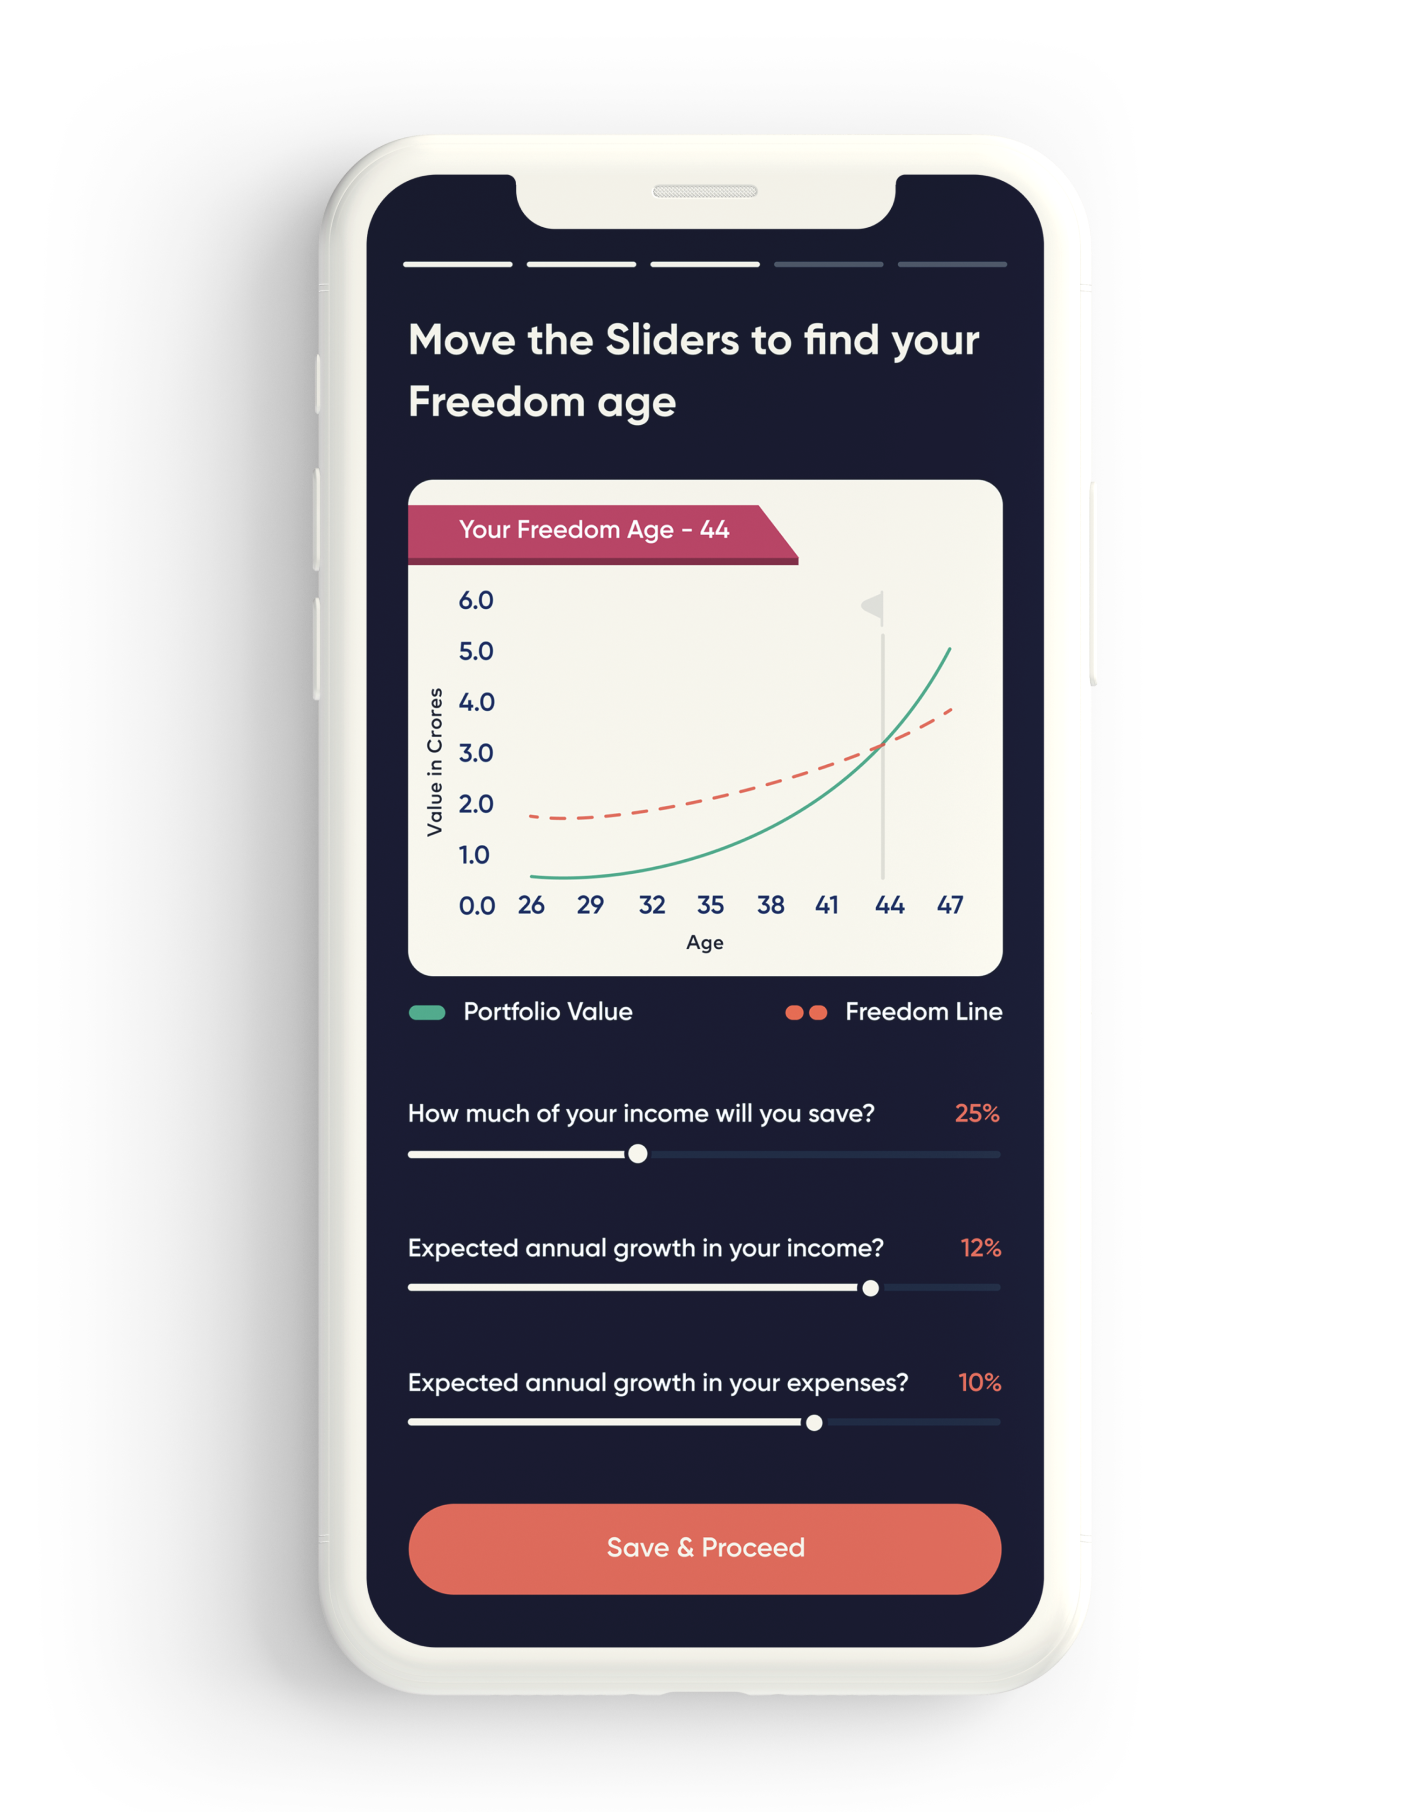 Move the Sliders to find your
Freedom age
Your Freedom Age - 44
6.0
5.0
4.0
3.0
2.0
1.0
0.0 26 29 32 35 38 41 44 47
Value in Crores
Age
Portfolio Value Freedom Line
How much of your income will you save? 25%
Expected annual growth in your income? 12%
Expected annual growth in your expenses? 10%
Save & Proceed